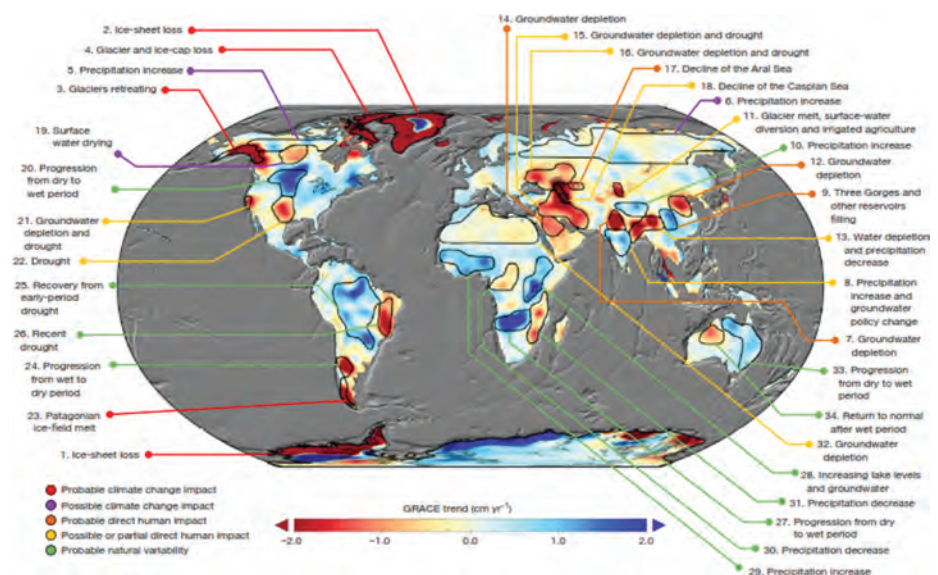 2. Ice-sheet loss
4. Glacier and ice-cap loss
5. Precipitation increase
3. Glaciers retreating
19. Surface
water drying
20. Progression
from dry to
wet period
21. Groundwater
depletion and
drought
22. Drought
25. Recovery from
early-period
drought
26. Recent
drought
24. Progression
from wet to
dry period
23. Patagonian
ice-field melt
1. Ice-sheet loss
14. Groundwater depletion
15. Groundwater depletion and drought
16. Groundwater depletion and drought
17. Decline of the Aral Sea
18. Decline of the Caspian Sea
6. Precipitation increase
11. Glacier melt, surface-water
diversion and irrigated agriculture
10. Precipitation increase
12. Groundwater
depletion
9. Three Gorges and
other reservoirs
filling
13. Water depletion
and precipitation
decrease
8. Precipitation
increase and
groundwater
policy change
7. Groundwater
depletion
33. Progression
from dry to wet
period
34. Return to normal
after wet period
32. Groundwater
depletion
28. Increasing lake levels
and groundwater
31. Precipitation decrease
27. Progression from dry
to wet period
30. Precipitation decrease
29. Precipitation increase
Probable climate change impact
Possible climate change impact
Probable direct human impact
Possible or partial direct human impact
Probable natural variability
GRACE trend (cm yr⁻¹)
−2.0 −1.0 0.0 1.0 2.0